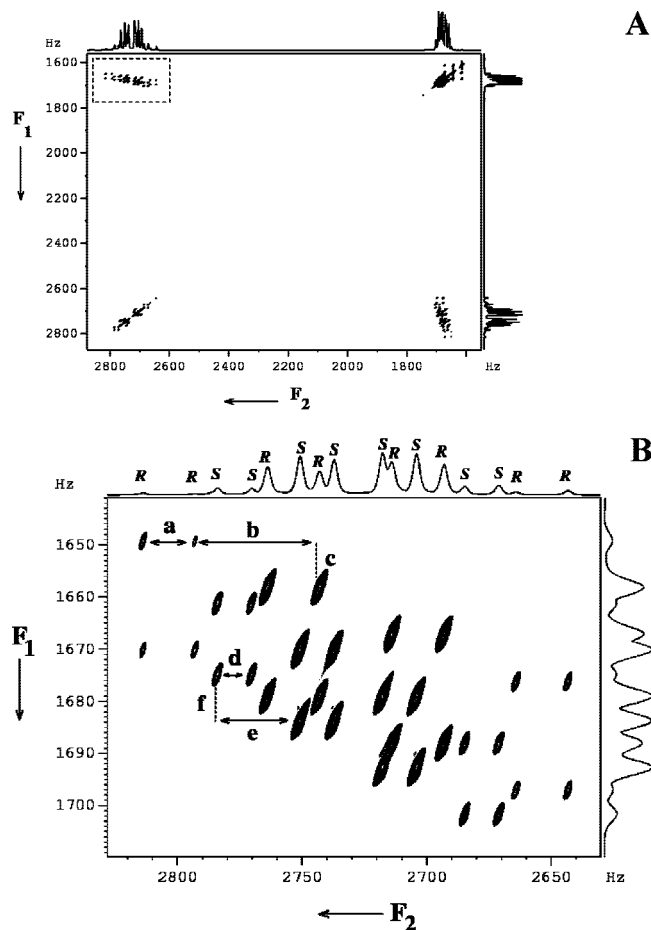 A
Hz
1600
1800
2000
2200
2400
2600
2800
F1
2800 2600 2400 2200 2000 1800 Hz
F2
B
R R S S R S R S S R S R S S R R
Hz
1650
1660
1670
1680
1690
1700
F1
a b c
d
f
e
2800 2750 2700 2650 Hz
F2